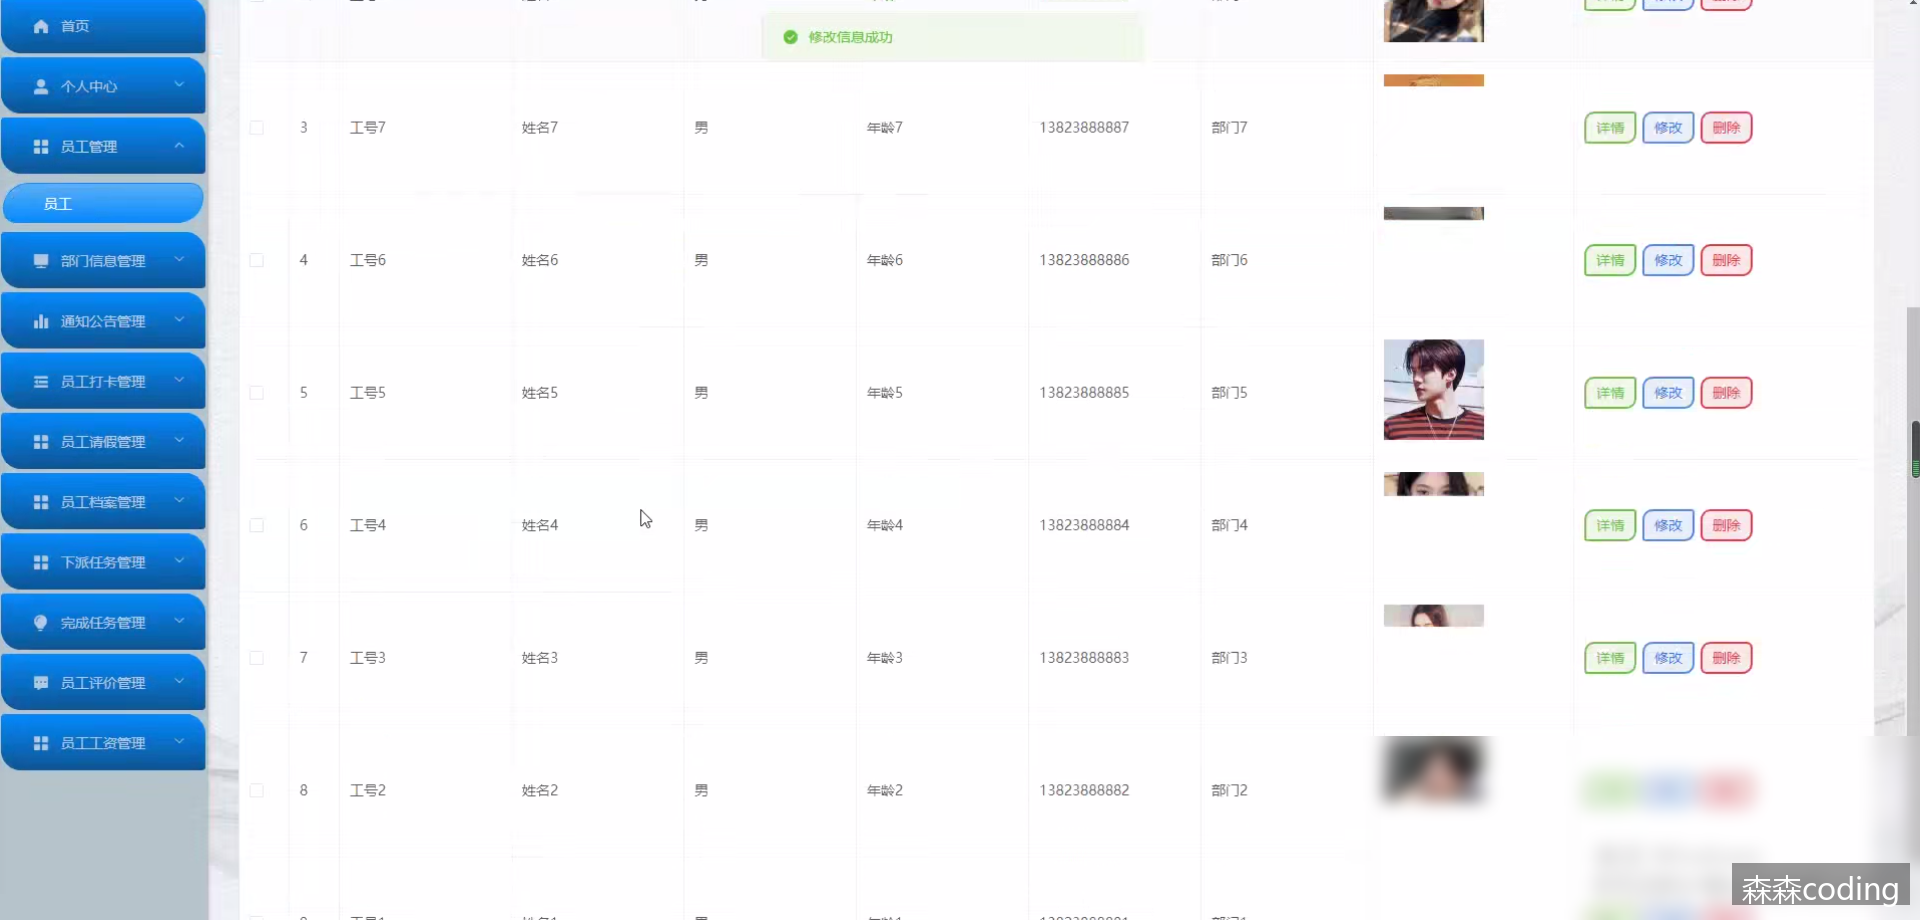 首页
个人中心
员工管理
员工
部门信息管理
通知公告管理
员工打卡管理
员工请假管理
员工档案管理
下派任务管理
完成任务管理
员工评价管理
员工工资管理
修改信息成功
3 工号7 姓名7 男 年龄7 13823888887 部门7 详情 修改 删除
4 工号6 姓名6 男 年龄6 13823888886 部门6 详情 修改 删除
5 工号5 姓名5 男 年龄5 13823888885 部门5 详情 修改 删除
6 工号4 姓名4 男 年龄4 13823888884 部门4 详情 修改 删除
7 工号3 姓名3 男 年龄3 13823888883 部门3 详情 修改 删除
8 工号2 姓名2 男 年龄2 13823888882 部门2
森森coding